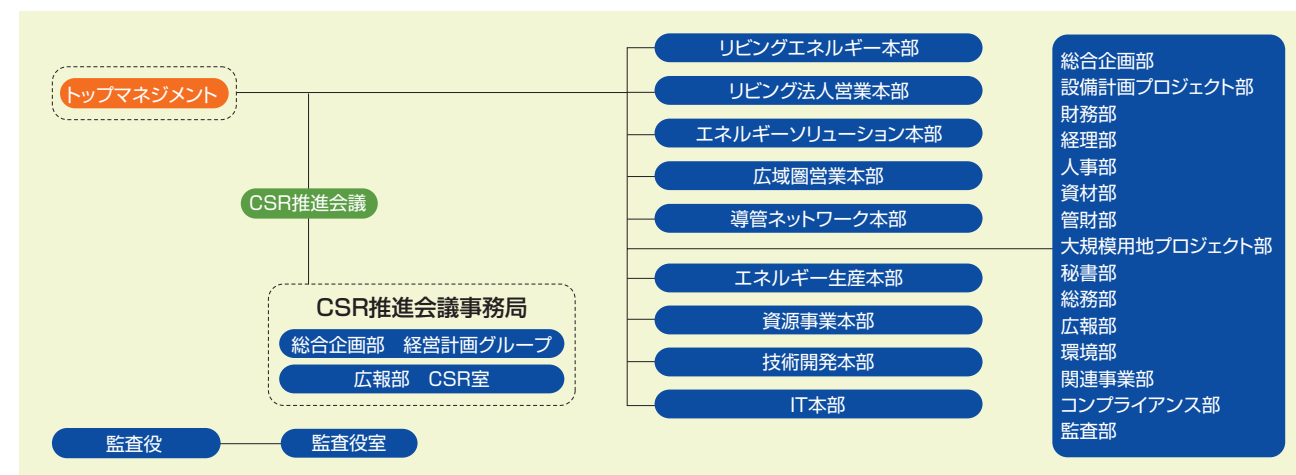 トップマネジメント
CSR推進会議
CSR推進会議事務局
総合企画部　経営計画グループ
広報部　CSR室
監査役
監査役室
リビングエネルギー本部
リビング法人営業本部
エネルギーソリューション本部
広域圏営業本部
導管ネットワーク本部
エネルギー生産本部
資源事業本部
技術開発本部
IT本部
総合企画部
設備計画プロジェクト部
財務部
経理部
人事部
資材部
管財部
大規模用地プロジェクト部
秘書部
総務部
広報部
環境部
関連事業部
コンプライアンス部
監査部